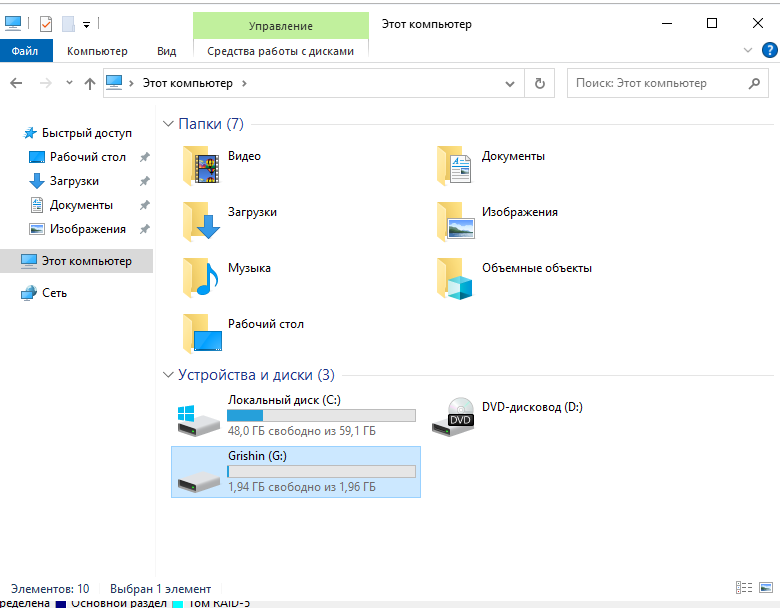 Управление
Этот компьютер
Файл
Компьютер
Вид
Средства работы с дисками
?
Этот компьютер
Поиск: Этот компьютер
Быстрый доступ
Рабочий стол
Загрузки
Документы
Изображения
Этот компьютер
Сеть
Папки (7)
Видео
Документы
Загрузки
Изображения
Музыка
Объемные объекты
Рабочий стол
Устройства и диски (3)
Локальный диск (C:)
48,0 ГБ свободно из 59,1 ГБ
DVD
DVD-дисковод (D:)
Grishin (G:)
1,94 ГБ свободно из 1,96 ГБ
Элементов: 10
Выбран 1 элемент
ределена
Основной раздел
Том RAID-5